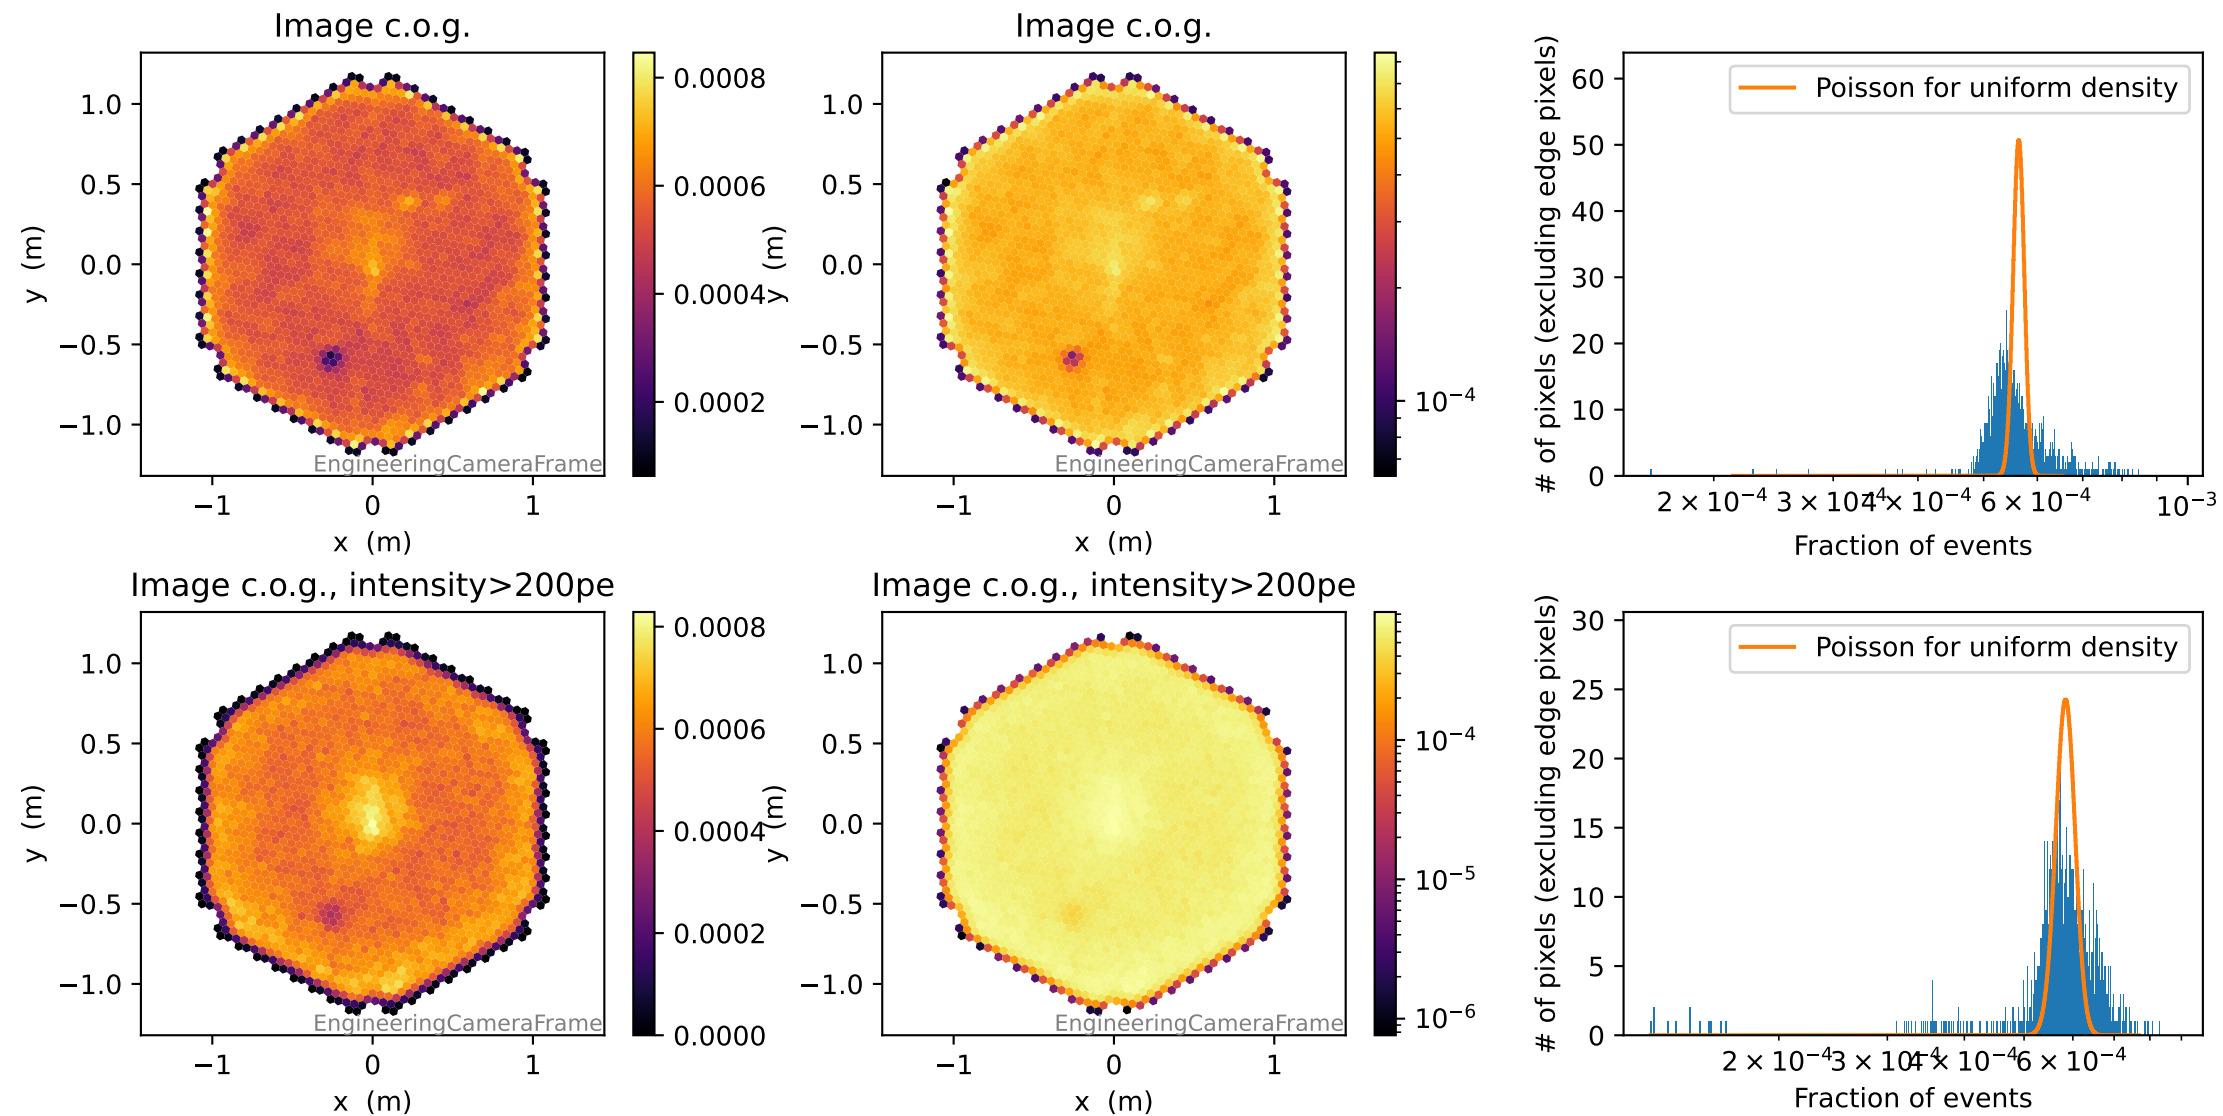 Image c.o.g.
1.0
0.5
0.0
−0.5
−1.0
y (m)
−1
0
1
x (m)
EngineeringCameraFrame
0.0008
0.0006
0.0004
0.0002
Image c.o.g.
1.0
0.5
0.0
−0.5
−1.0
y (m)
−1
0
1
x (m)
EngineeringCameraFrame
10⁻⁴
Poisson for uniform density
# of pixels (excluding edge pixels)
60
50
40
30
20
10
0
2 × 10⁻⁴
3 × 10⁻⁴
4 × 10⁻⁴
6 × 10⁻⁴
10⁻³
Fraction of events
Image c.o.g., intensity>200pe
1.0
0.5
0.0
−0.5
−1.0
y (m)
−1
0
1
x (m)
EngineeringCameraFrame
0.0008
0.0006
0.0004
0.0002
0.0000
Image c.o.g., intensity>200pe
1.0
0.5
0.0
−0.5
−1.0
y (m)
−1
0
1
x (m)
EngineeringCameraFrame
10⁻⁴
10⁻⁵
10⁻⁶
Poisson for uniform density
# of pixels (excluding edge pixels)
30
25
20
15
10
5
0
2 × 10⁻⁴
3 × 10⁻⁴
4 × 10⁻⁴
6 × 10⁻⁴
Fraction of events